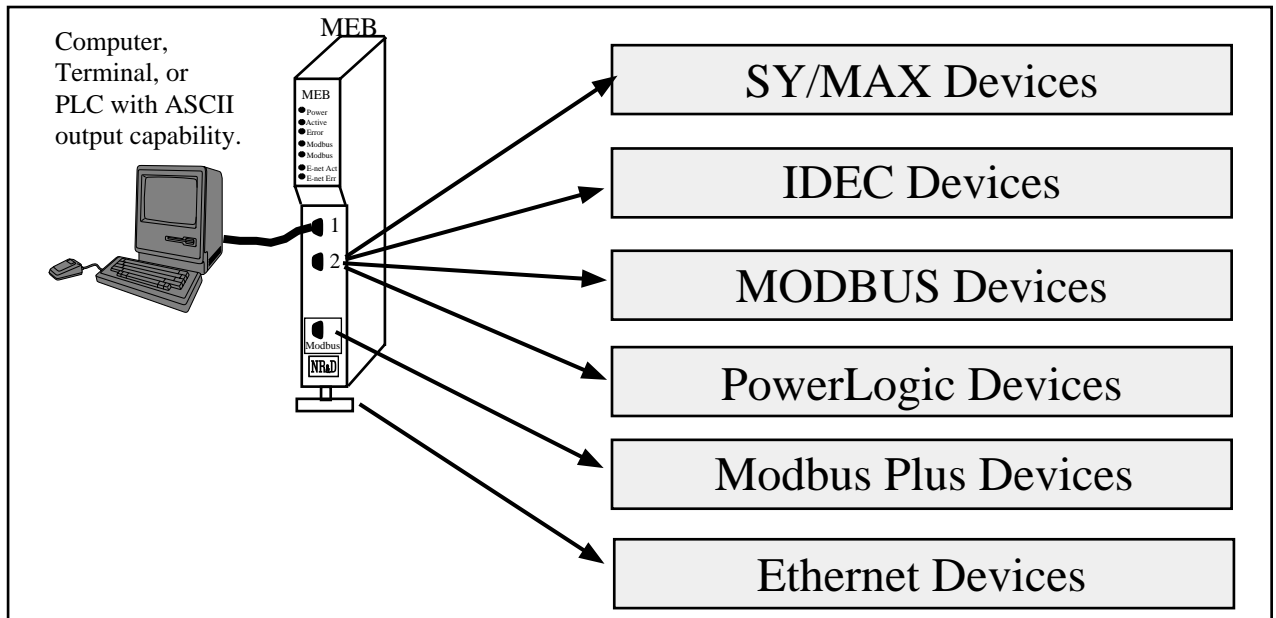 MEB
Computer,
Terminal, or
PLC with ASCII
output capability.
MEB
Power
Active
Error
Modbus
Modbus
E-net Act
E-net Err
1
2
Modbus
NR&D
SY/MAX Devices
IDEC Devices
MODBUS Devices
PowerLogic Devices
Modbus Plus Devices
Ethernet Devices